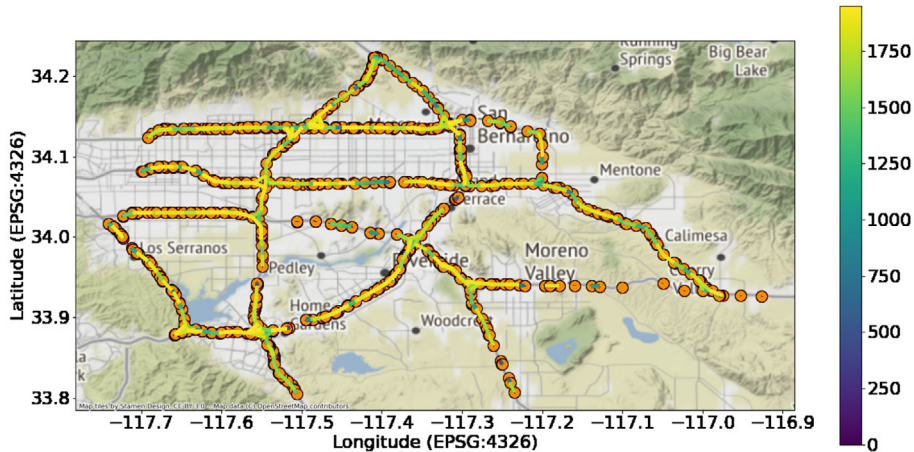 Running
Springs
Big Bear
Lake
San
Bernardino
Mentone
Terrace
Calimesa
Los Serranos
Pedley
Riverside
Moreno
Valley
Cherry
Valley
Home
Gardens
Woodcrest
34.2
34.1
34.0
33.9
33.8
Latitude (EPSG:4326)
Map tiles by Stamen Design, CC BY 3.0 -- Map data (C) OpenStreetMap contributors
−117.7
−117.6
−117.5
−117.4
−117.3
−117.2
−117.1
−117.0
−116.9
Longitude (EPSG:4326)
1750
1500
1250
1000
750
500
250
0